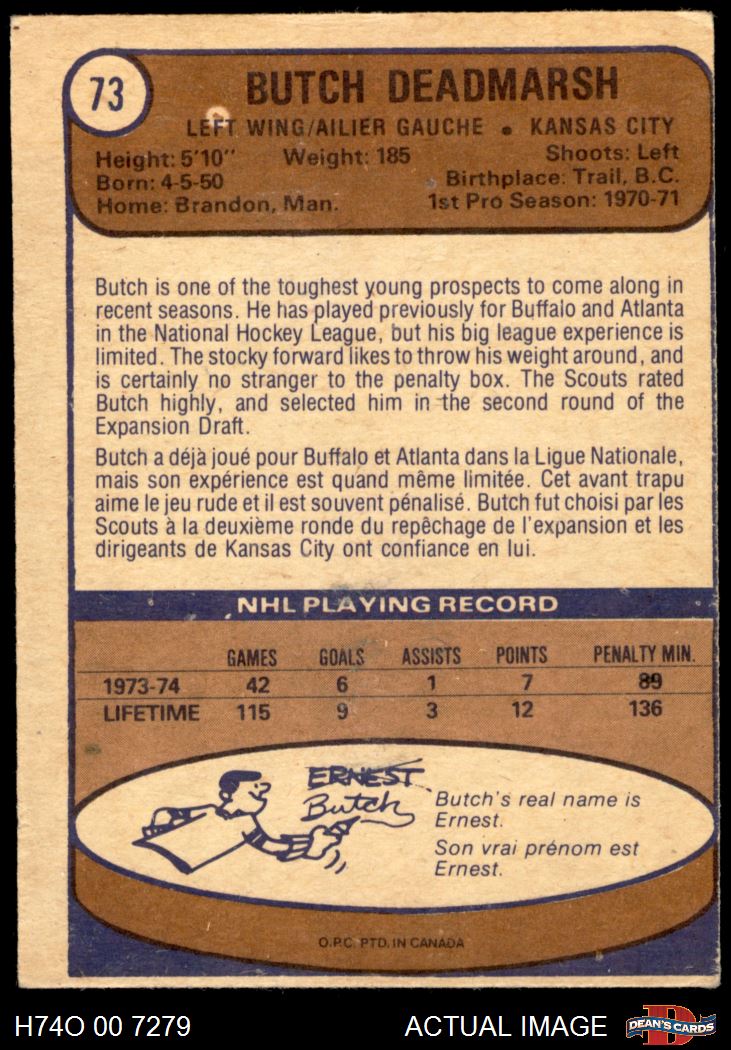 73
BUTCH DEADMARSH
LEFT WING/AILIER GAUCHE • KANSAS CITY
Height: 5'10" Weight: 185 Shoots: Left
Born: 4-5-50 Birthplace: Trail, B.C.
Home: Brandon, Man. 1st Pro Season: 1970-71
Butch is one of the toughest young prospects to come along in
recent seasons. He has played previously for Buffalo and Atlanta
in the National Hockey League, but his big league experience is
limited. The stocky forward likes to throw his weight around, and
is certainly no stranger to the penalty box. The Scouts rated
Butch highly, and selected him in the second round of the
Expansion Draft.
Butch a déjà joué pour Buffalo et Atlanta dans la Ligue Nationale,
mais son expérience est quand même limitée. Cet avant trapu
aime le jeu rude et il est souvent pénalisé. Butch fut choisi par les
Scouts à la deuxième ronde du repêchage de l'expansion et les
dirigeants de Kansas City ont confiance en lui.
NHL PLAYING RECORD
GAMES GOALS ASSISTS POINTS PENALTY MIN.
1973-74 42 6 1 7 89
LIFETIME 115 9 3 12 136
ERNEST
Butch
Butch's real name is
Ernest.
Son vrai prénom est
Ernest.
O.P.C. PTD. IN CANADA
H74O 00 7279 ACTUAL IMAGE DEAN'S CARDS